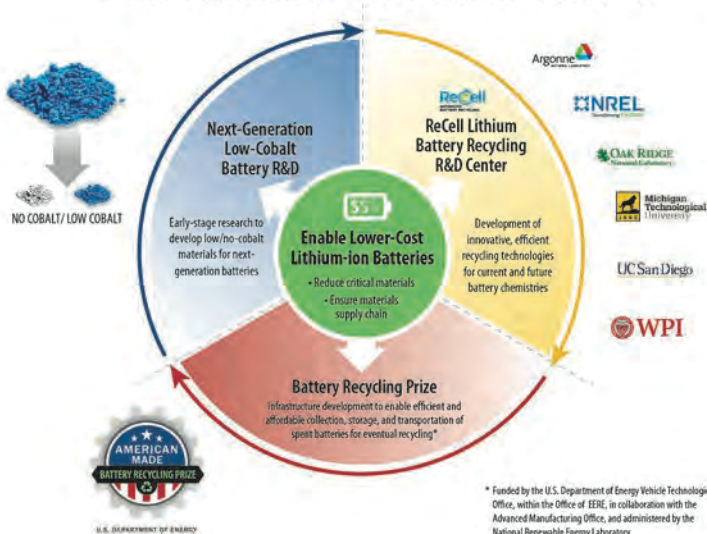 Next-Generation
Low-Cobalt
Battery R&D
Early-stage research to
develop low/no-cobalt
materials for next-
generation batteries
NO COBALT/ LOW COBALT
ReCell
ReCell Lithium
Battery Recycling
R&D Center
Development of
innovative, efficient
recycling technologies
for current and future
battery chemistries
Argonne
NATIONAL LABORATORY
NREL
OAK RIDGE
National Laboratory
Michigan
Technological
University
1885
UC San Diego
WPI
Enable Lower-Cost
Lithium-ion Batteries
• Reduce critical materials
• Ensure materials
supply chain
Battery Recycling Prize
Infrastructure development to enable efficient and
affordable collection, storage, and transportation of
spent batteries for eventual recycling*
AMERICAN
MADE
BATTERY RECYCLING PRIZE
U.S. DEPARTMENT OF ENERGY
* Funded by the U.S. Department of Energy Vehicle Technologie
Office, within the Office of EERE, in collaboration with the
Advanced Manufacturing Office, and administered by the
National Renewable Energy Laboratory